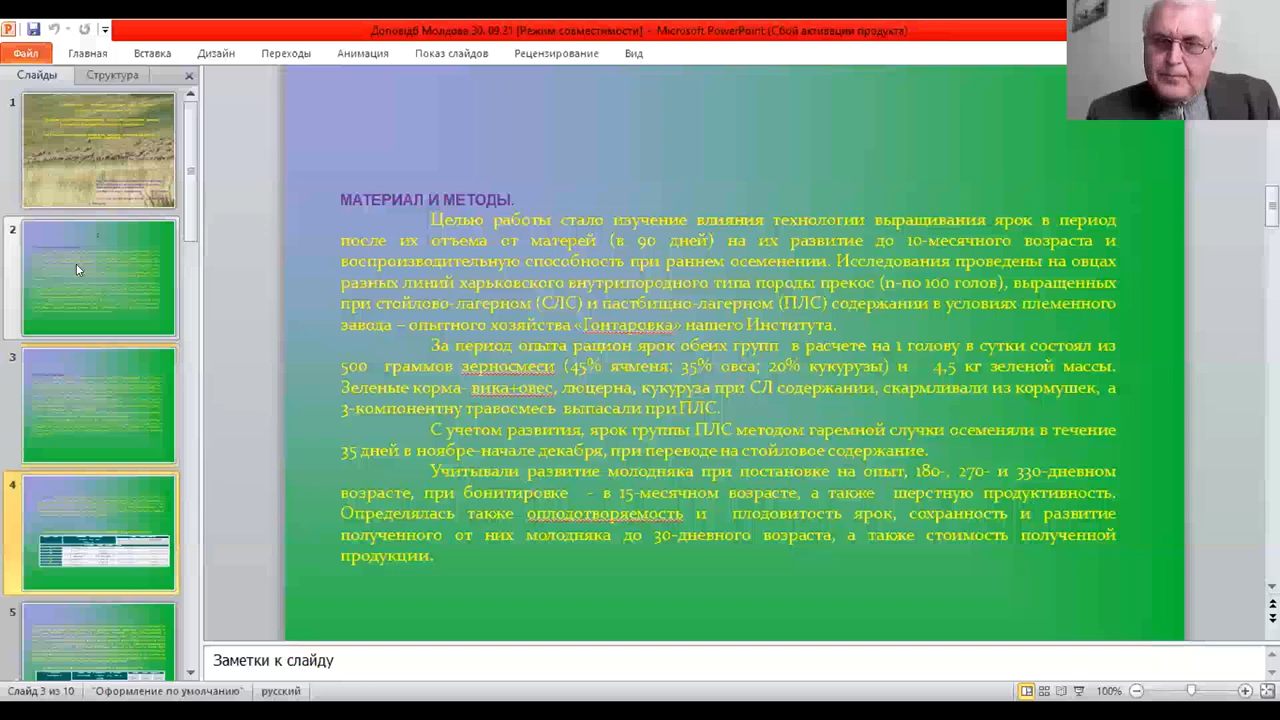 Доповідб Молдова 30. 09.21 [Режим совместимости] - Microsoft PowerPoint (Сбой активации продукта)
Файл Главная Вставка Дизайн Переходы Анимация Показ слайдов Рецензирование Вид
Слайды Структура
1
2
3
4
5
МАТЕРИАЛ И МЕТОДЫ.
Целью работы стало изучение влияния технологии выращивания ярок в период
после их отъема от матерей (в 90 дней) на их развитие до 10-месячного возраста и
воспроизводительную способность при раннем осеменении. Исследования проведены на овцах
разных линий харьковского внутрипородного типа породы прекос (n-по 100 голов), выращенных
при стойлово-лагерном (СЛС) и пастбищно-лагерном (ПЛС) содержании в условиях племенного
завода – опытного хозяйства «Гонтаровка» нашего Института.
За период опыта рацион ярок обеих групп в расчете на 1 голову в сутки состоял из
500 граммов зерносмеси (45% ячменя; 35% овса; 20% кукурузы) и 4,5 кг зеленой массы.
Зеленые корма- вика+овес, люцерна, кукуруза при СЛ содержании, скармливали из кормушек, а
3-компонентну травосмесь выпасали при ПЛС.
С учетом развития, ярок группы ПЛС методом гаремной случки осеменяли в течение
35 дней в ноябре-начале декабря, при переводе на стойловое содержание.
Учитывали развитие молодняка при постановке на опыт, 180-, 270- и 330-дневном
возрасте, при бонитировке - в 15-месячном возрасте, а также шерстную продуктивность.
Определялась также оплодотворяемость и плодовитость ярок, сохранность и развитие
полученного от них молодняка до 30-дневного возраста, а также стоимость полученной
продукции.
Заметки к слайду
Слайд 3 из 10 "Оформление по умолчанию" русский 100%